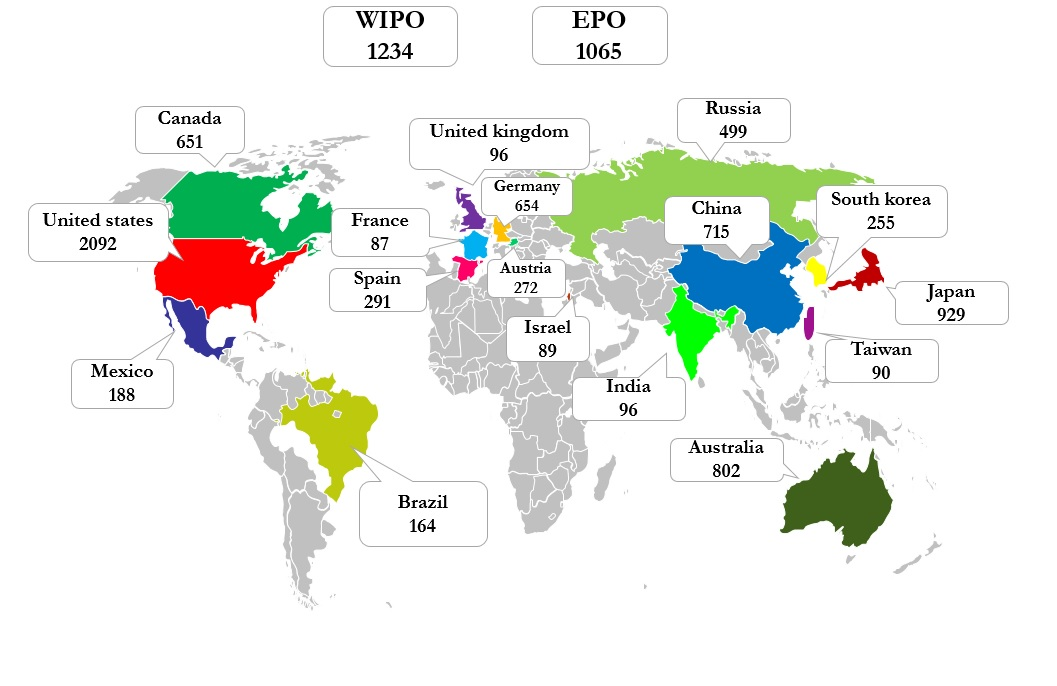 WIPO
1234
EPO
1065
Canada
651
United kingdom
96
Russia
499
Germany
654
United states
2092
France
87
China
715
South korea
255
Spain
291
Austria
272
Japan
929
Israel
89
Taiwan
90
Mexico
188
India
96
Australia
802
Brazil
164